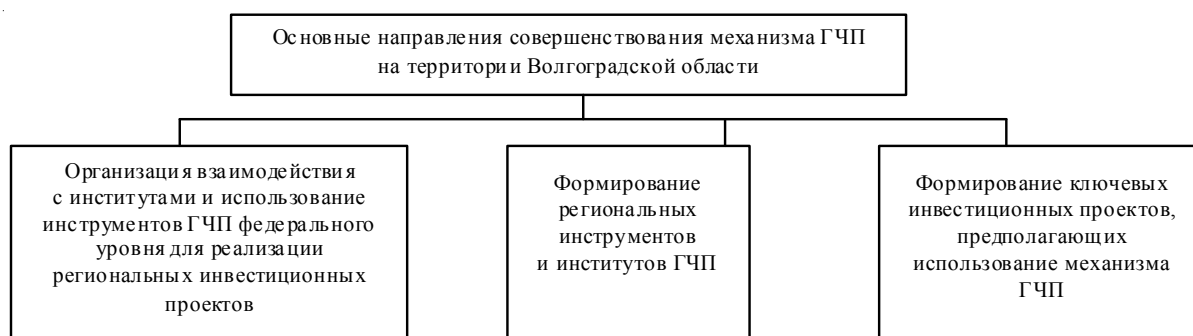 Основные направления совершенствования механизма ГЧП
на территории Волгоградской области
Организация взаимодействия
с институтами и использование
инструментов ГЧП федерального
уровня для реализации
региональных инвестиционных
проектов
Формирование
региональных
инструментов
и институтов ГЧП
Формирование ключевых
инвестиционных проектов,
предполагающих
использование механизма
ГЧП